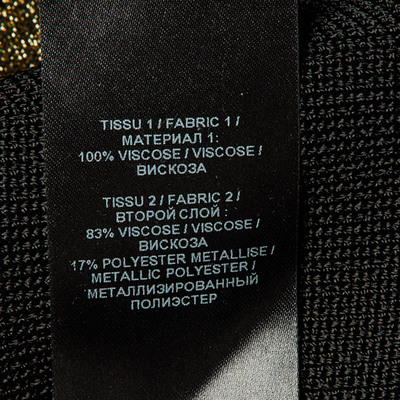 TISSU 1 / FABRIC 1 /
МАТЕРИАЛ 1:
100% VISCOSE / VISCOSE /
ВИСКОЗА
TISSU 2 / FABRIC 2 /
ВТОРОЙ СЛОЙ :
83% VISCOSE / VISCOSE /
ВИСКОЗА
17% POLYESTER METALLISE /
METALLIC POLYESTER /
МЕТАЛЛИЗИРОВАННЫЙ
ПОЛИЭСТЕР